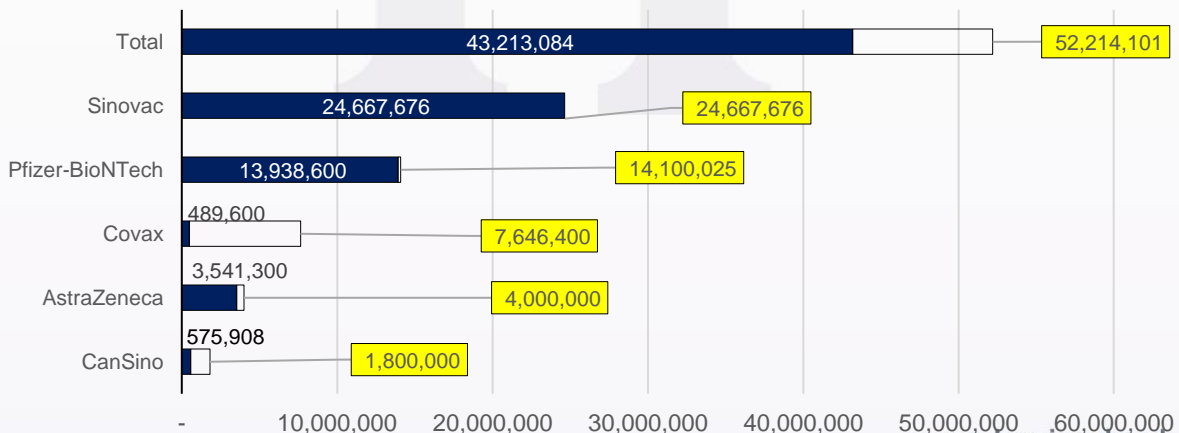 Total 43,213,084 52,214,101
Sinovac 24,667,676 24,667,676
Pfizer-BioNTech 13,938,600 14,100,025
489,600
Covax 7,646,400
3,541,300
AstraZeneca 4,000,000
575,908
CanSino 1,800,000
- 10,000,000 20,000,000 30,000,000 40,000,000 50,000,000 60,000,000